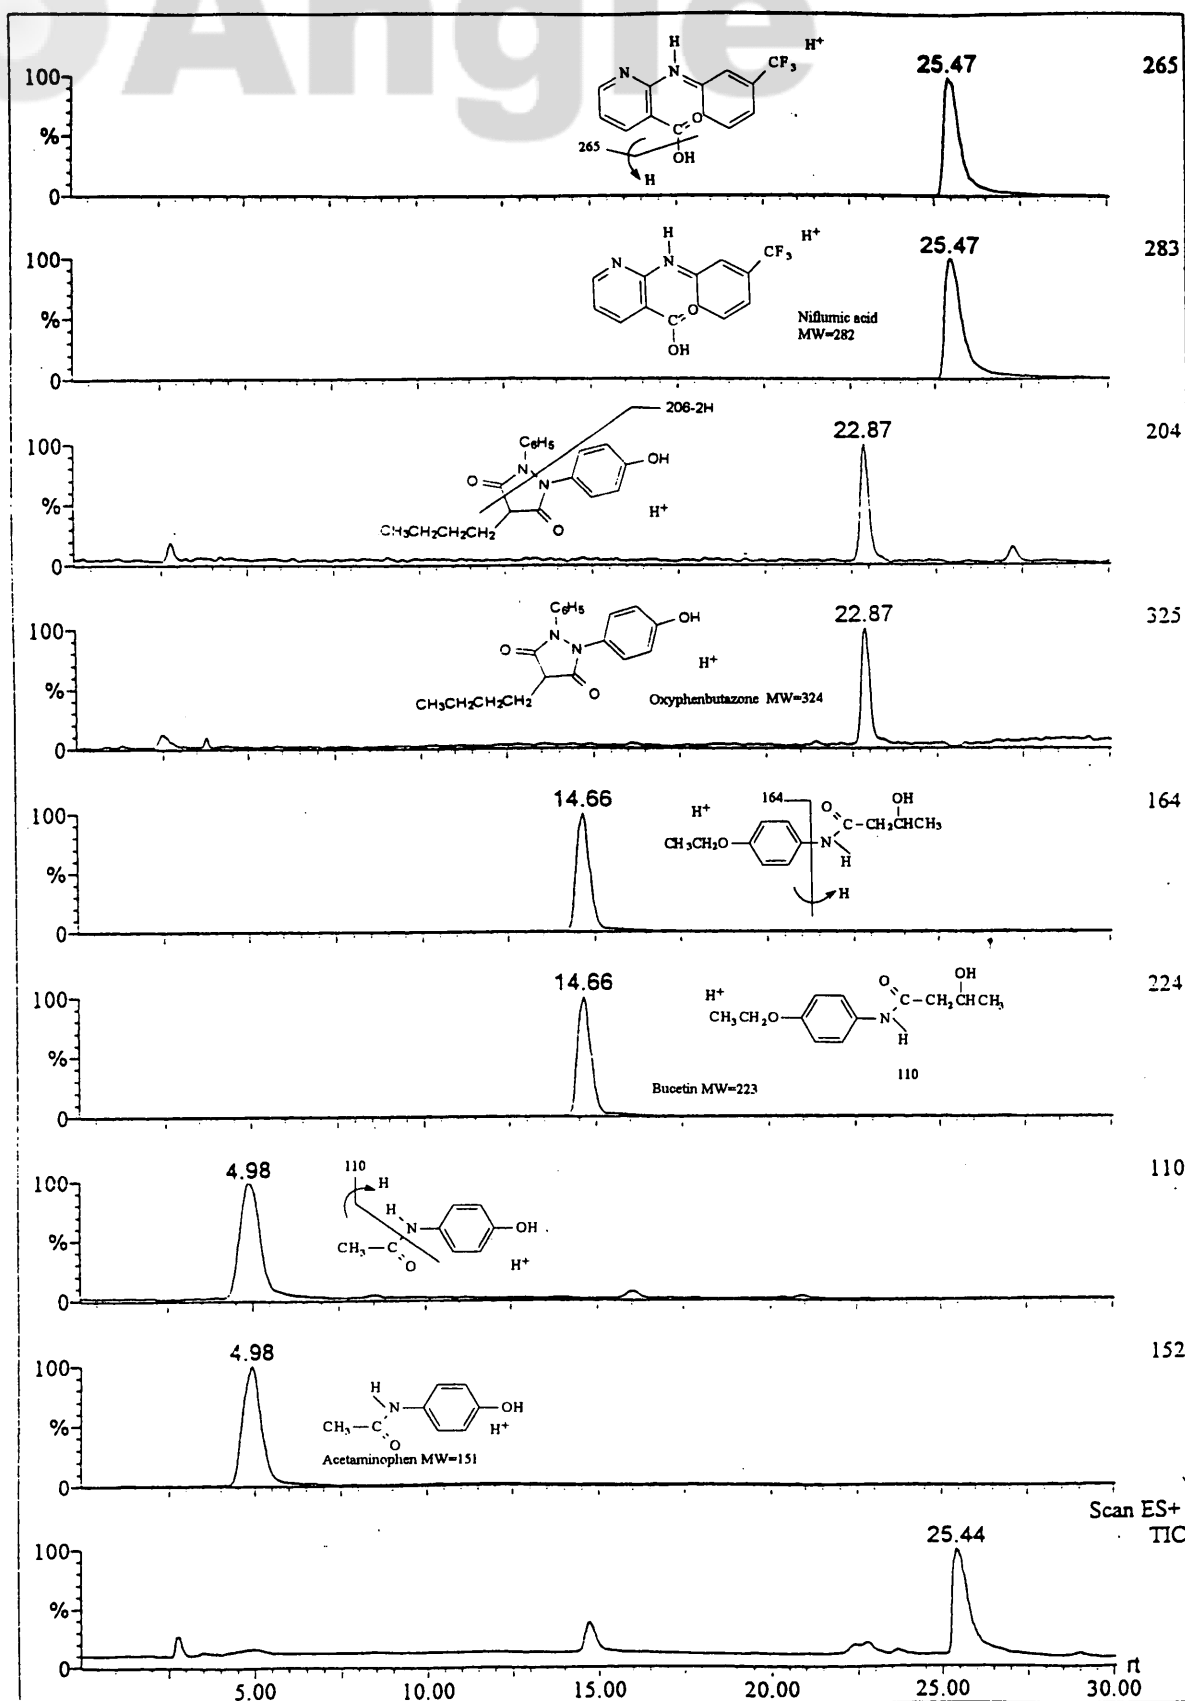 Angle
H
H+
CF3
N
N
25.47
265
100
%
0
C
O
265
OH
H
H
H+
CF3
N
N
25.47
283
100
%
0
C
O
OH
Niflumic acid
MW=282
206-2H
C6H5
22.87
204
100
%
0
O
N
N
OH
H+
CH3CH2CH2CH2
O
C6H5
22.87
325
100
%
0
O
N
N
OH
H+
CH3CH2CH2CH2
O
Oxyphenbutazone MW=324
14.66
164
100
%
0
H+
164
O
OH
C-CH2CHCH3
CH3CH2O
N
H
H
14.66
224
100
%
0
H+
O
OH
C-CH2CHCH3
CH3CH2O
N
H
110
Bucetin MW=223
4.98
110
100
%
0
110
H
H
N
OH
CH3-C
O
H+
4.98
152
100
%
0
H
N
OH
CH3-C
H+
O
Acetaminophen MW=151
Scan ES+
TIC
25.44
100
%
0
rt
5.00 10.00 15.00 20.00 25.00 30.00